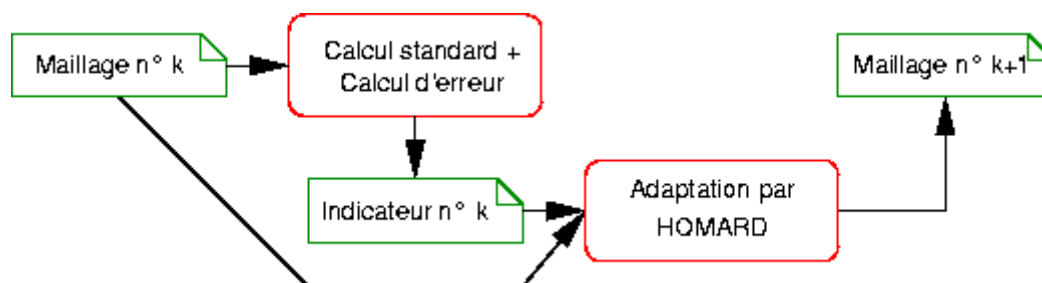 Maillage n° k
Calcul standard +
Calcul d'erreur
Maillage n° k+1
Indicateur n° k
Adaptation par
HOMARD